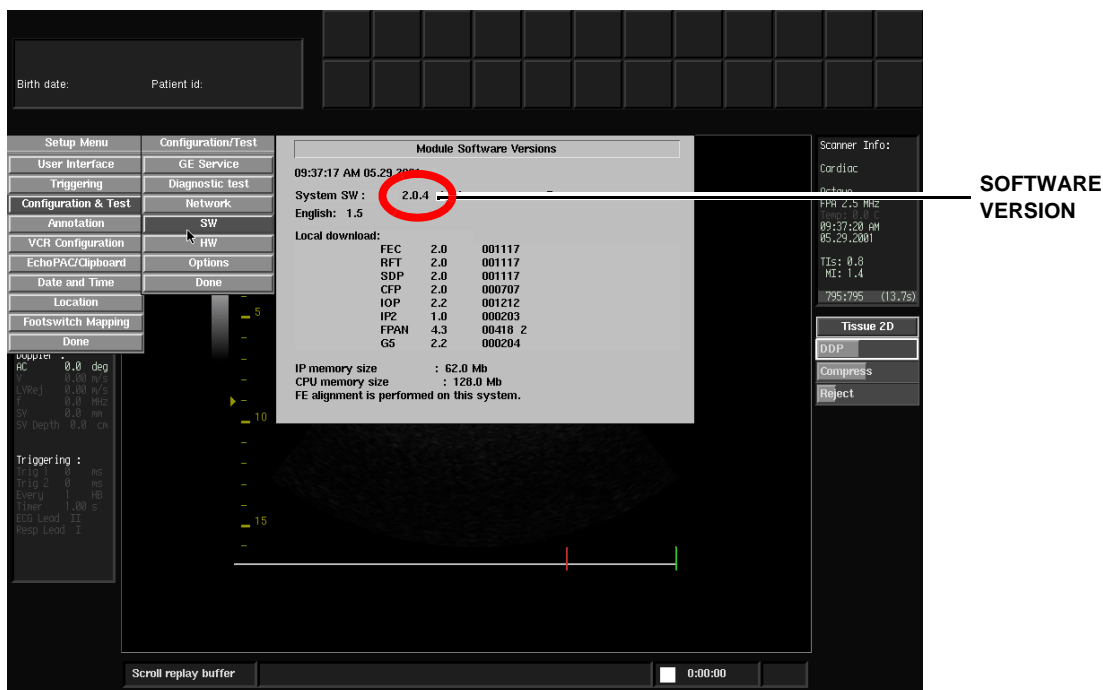 Birth date: Patient id:
Setup Menu
User Interface
Triggering
Configuration & Test
Annotation
VCR Configuration
EchoPAC/Clipboard
Date and Time
Location
Footswitch Mapping
Done
Configuration/Test
GE Service
Diagnostic test
Network
SW
HW
Options
Done
Module Software Versions
09:37:17 AM 05.29
System SW : 2.0.4
English: 1.5
Local download:
FEC 2.0 001117
RFT 2.0 001117
SDP 2.0 001117
CFP 2.0 000707
IOP 2.2 001212
IP2 1.0 000203
FPAN 4.3 00418 2
G5 2.2 000204
IP memory size : 62.0 Mb
CPU memory size : 128.0 Mb
FE alignment is performed on this system.
Scanner Info:
Cardiac
FPA 2.5 MHz
Temp: 0.0 C
09:37:20 AM
05.29.2001
TIs: 0.8
MI: 1.4
795:795 (13.7s)
Tissue 2D
DDP
Compress
Reject
SOFTWARE
VERSION
Doppler :
AC 0.0 deg
V 0.00 m/s
LVRej 0.00 m/s
f 0.0 MHz
SV 0.0 mm
SV Depth 0.0 cm
Triggering :
Trig 1 0 ms
Trig 2 0 ms
Every 1 HB
Timer 1.00 s
ECG Lead II
Resp Lead I
5
10
15
Scroll replay buffer
0:00:00